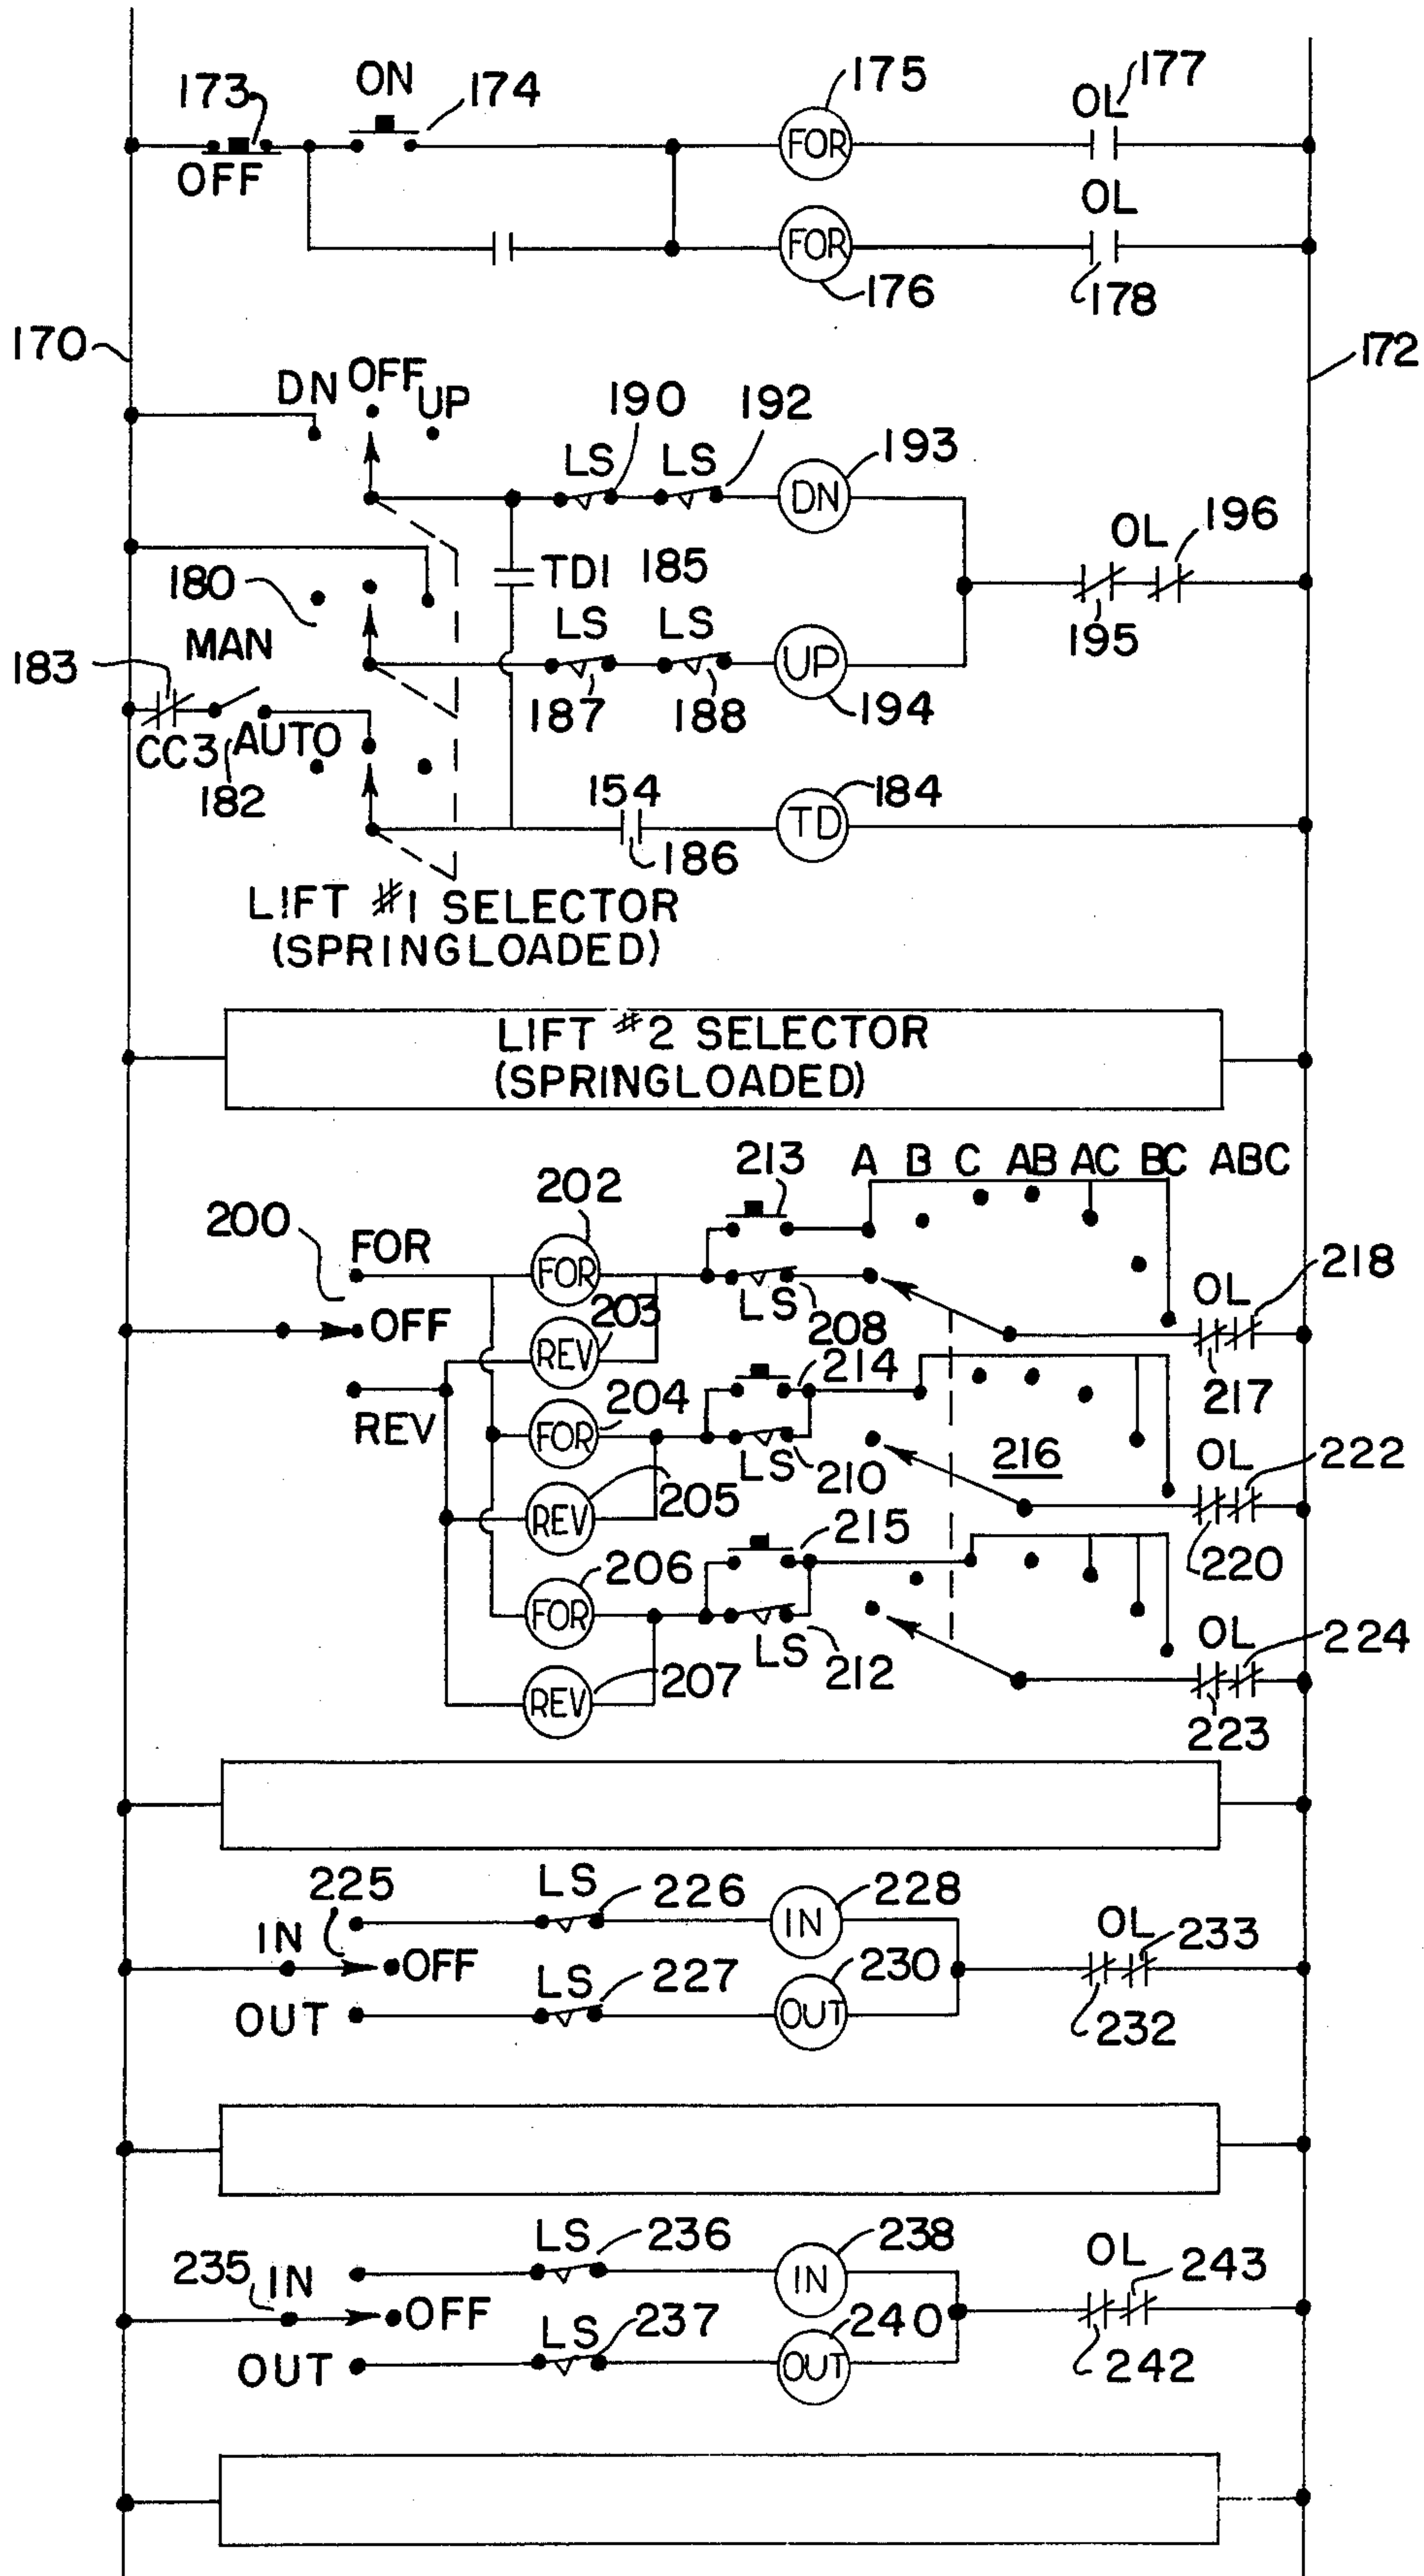 ON
173
174
175
OL
177
FOR
OFF
OL
FOR
176
178
170
172
DN
OFF
UP
190
192
193
LS
LS
DN
OL
196
180
TD1
185
MAN
LS
LS
195
183
UP
187
188
194
CC3
AUTO
182
154
184
TD
186
LIFT #1 SELECTOR
(SPRINGLOADED)
LIFT #2 SELECTOR
(SPRINGLOADED)
213
A B C AB AC BC ABC
202
200
FOR
218
FOR
OL
203
LS
208
OFF
REV
214
217
204
REV
FOR
216
OL
222
LS
210
205
215
REV
220
206
FOR
OL
224
LS
212
207
REV
223
225
LS
226
228
IN
OL
233
IN
OFF
LS
227
230
OUT
OUT
232
LS
236
238
OL
243
235
IN
IN
OFF
LS
237
240
OUT
OUT
242